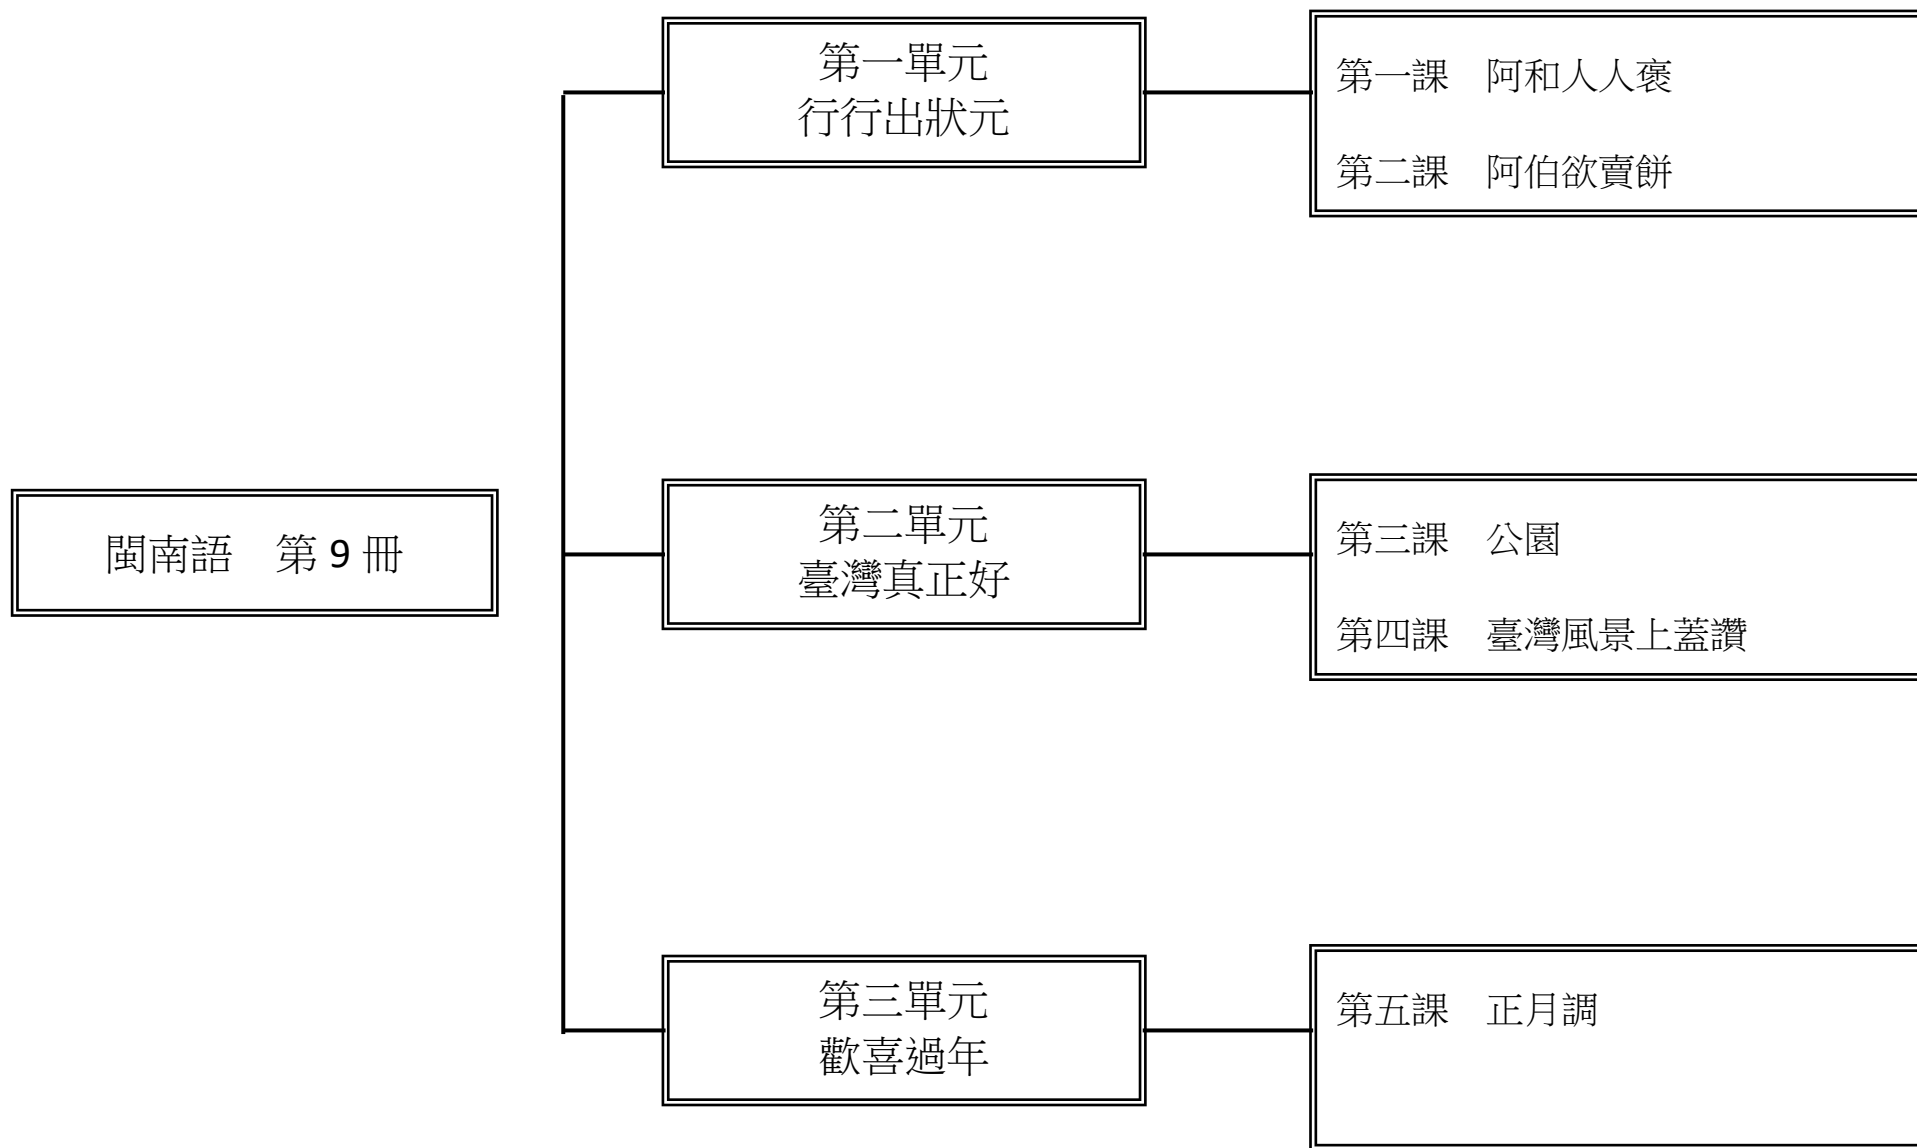 閩南語　第 9 冊
第一單元
行行出狀元
第一課　阿和人人褒
第二課　阿伯欲賣餅
第二單元
臺灣真正好
第三課　公園
第四課　臺灣風景上蓋讚
第三單元
歡喜過年
第五課　正月調